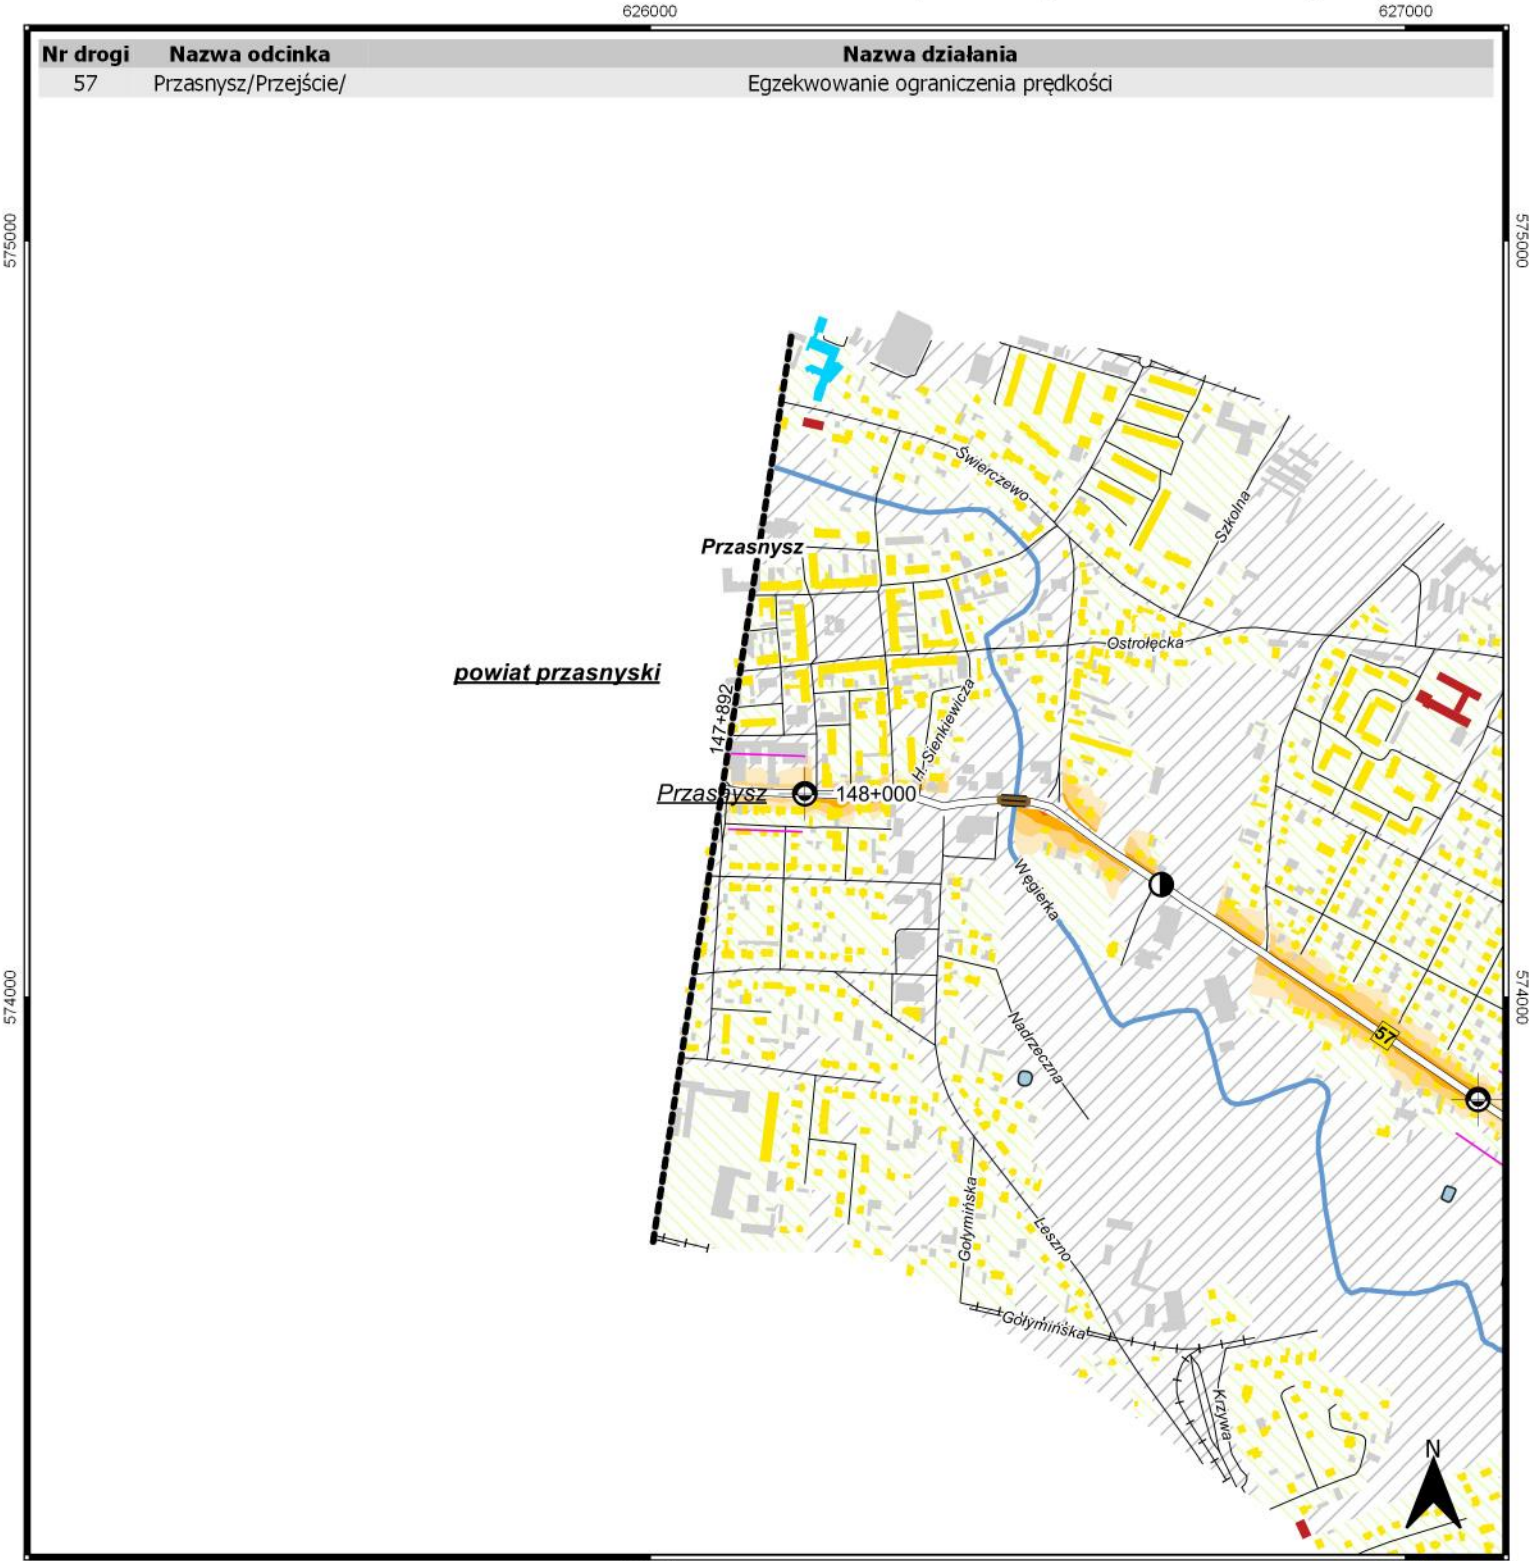 626000 627000
Nr drogi Nazwa odcinka Nazwa działania
57 Przasnysz/Przejście/ Egzekwowanie ograniczenia prędkości
575000 575000
Świerczewo
Szkolna
Przasnysz
Ostrołęcka
powiat przasnyski
147+892
H. Sienkiewicza
Przasnysz 148+000
Węgierka
574000 574000
Nadrzeczna
57
Gołymińska
Leszno
Gołymińska
Krzywa
N